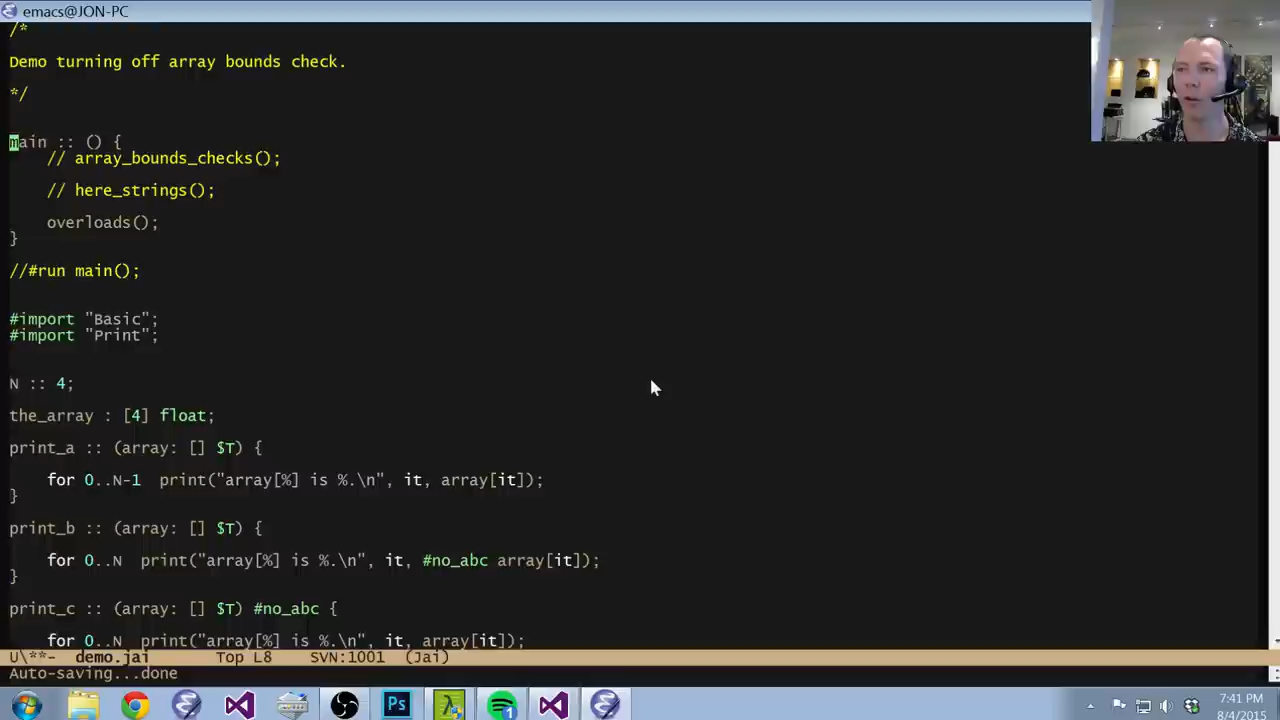 emacs@JON-PC
/*
Demo turning off array bounds check.
*/
main :: () {
    // array_bounds_checks();
    // here_strings();
    overloads();
}
//#run main();
#import "Basic";
#import "Print";
N :: 4;
the_array : [4] float;
print_a :: (array: [] $T) {
    for 0..N-1  print("array[%] is %.\n", it, array[it]);
}
print_b :: (array: [] $T) {
    for 0..N  print("array[%] is %.\n", it, #no_abc array[it]);
}
print_c :: (array: [] $T) #no_abc {
    for 0..N  print("array[%] is %.\n", it, array[it]);
U\**-  demo.jai       Top L8    SVN:1001  (Jai)
Auto-saving...done
Ps
1
7:41 PM
8/4/2015